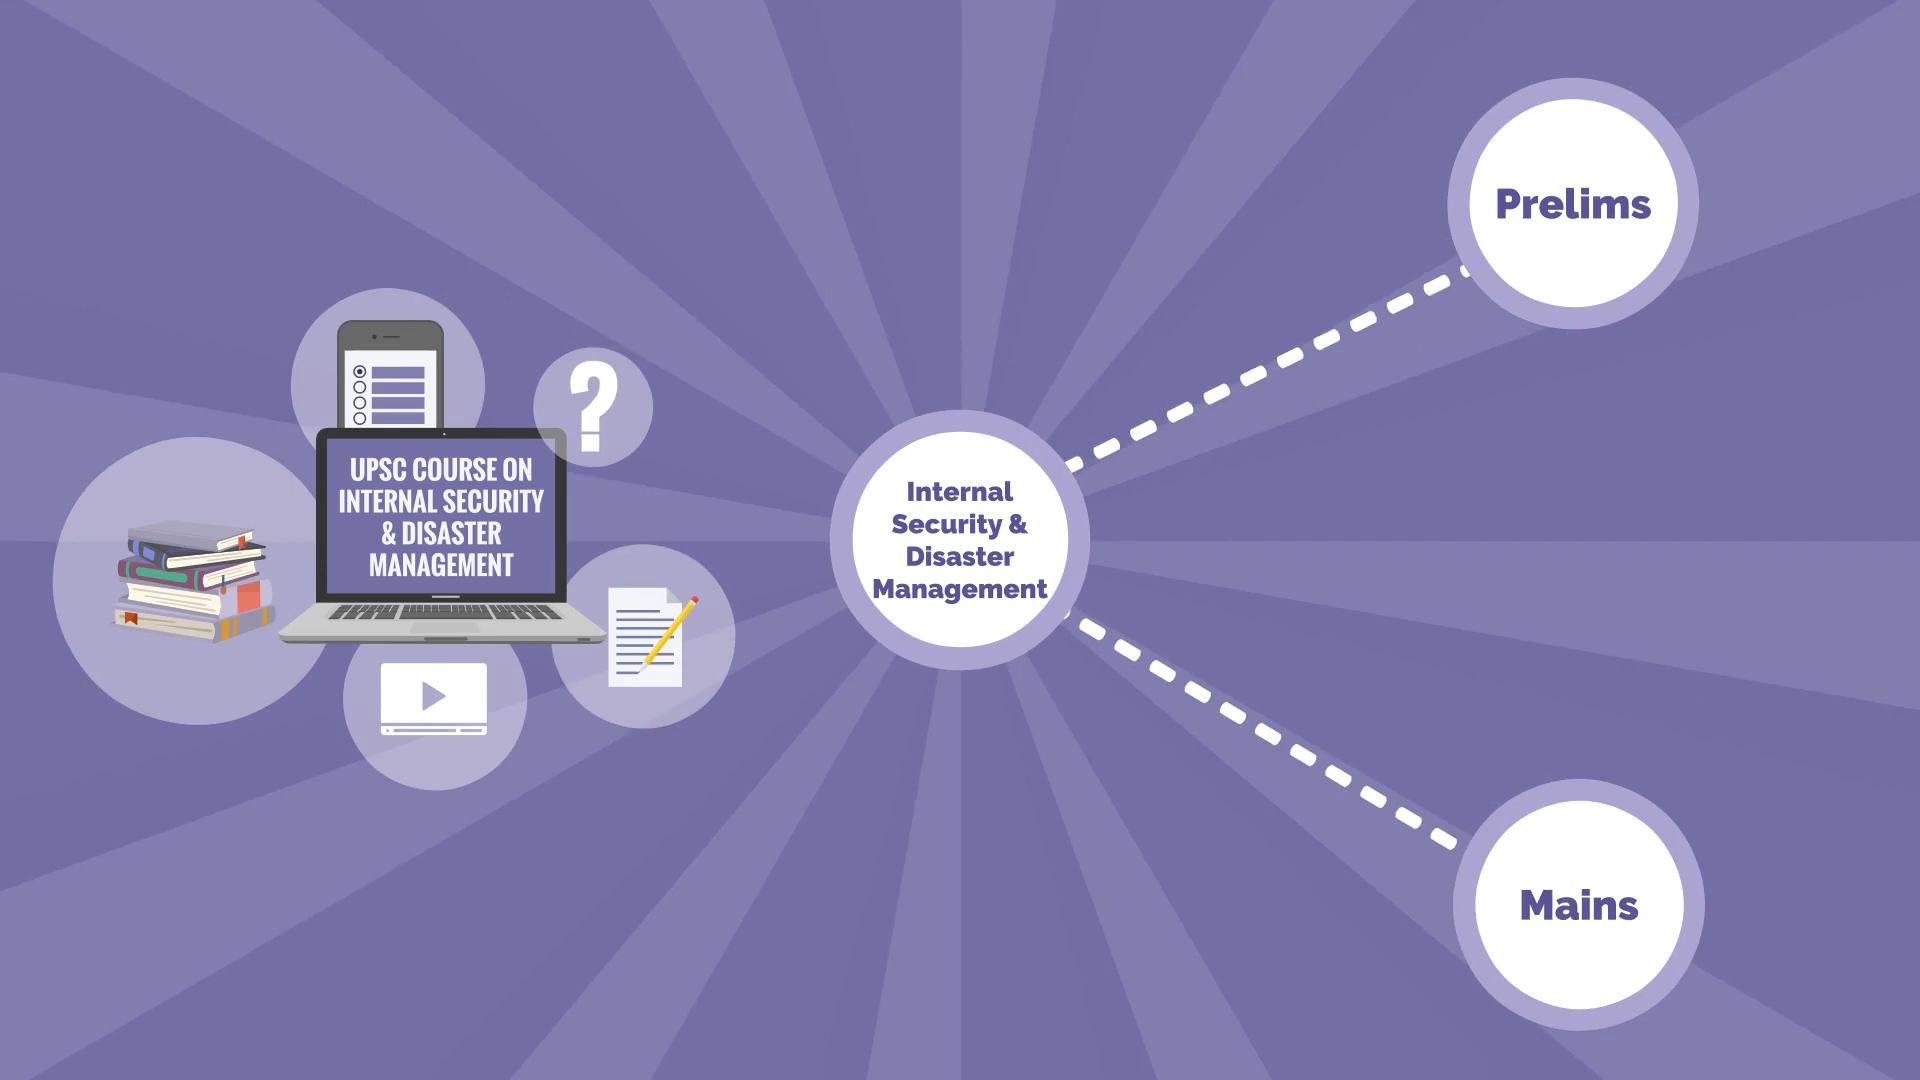 UPSC COURSE ON
INTERNAL SECURITY
& DISASTER
MANAGEMENT
Internal
Security &
Disaster
Management
Prelims
Mains